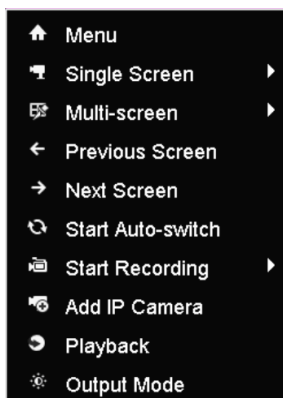 Menu
Single Screen
Multi-screen
Previous Screen
Next Screen
Start Auto-switch
Start Recording
Add IP Camera
Playback
Output Mode